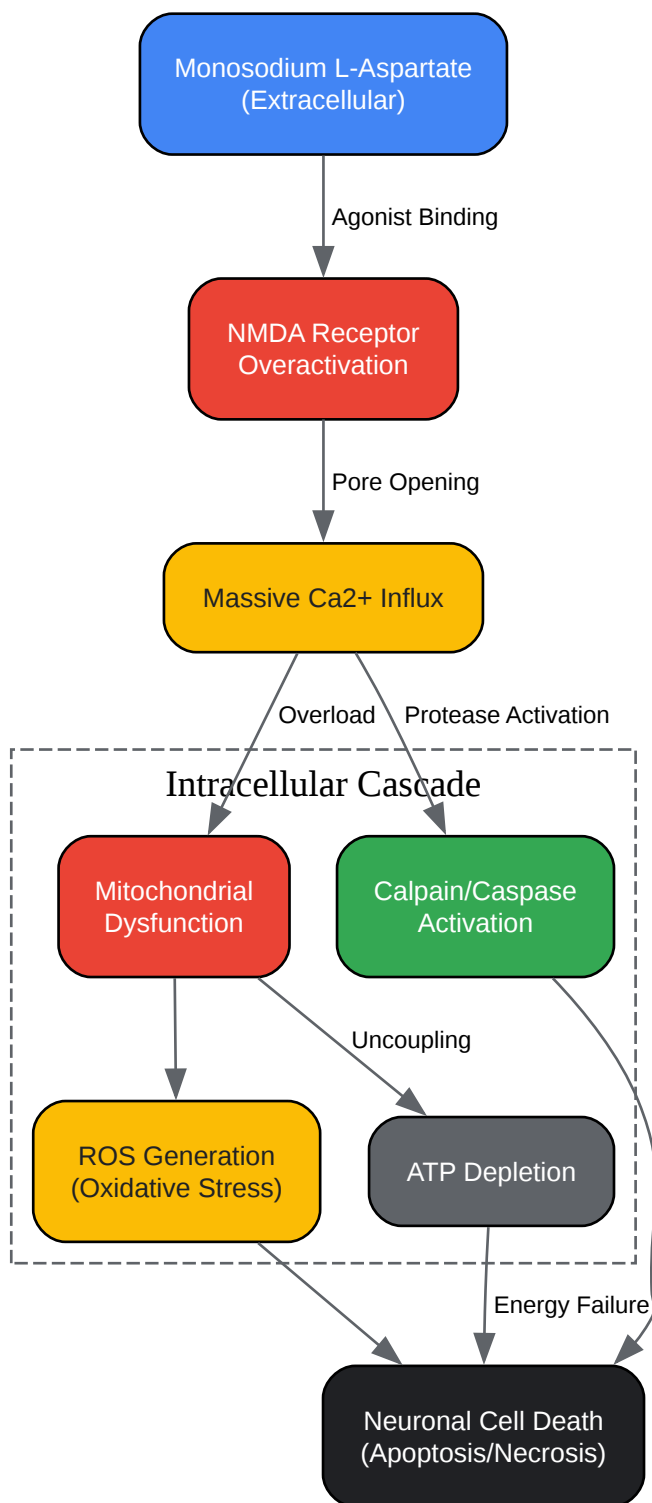 Monosodium L-Aspartate
(Extracellular)
Agonist Binding
NMDA Receptor
Overactivation
Pore Opening
Massive Ca2+ Influx
Overload
Protease Activation
Intracellular Cascade
Mitochondrial
Dysfunction
Calpain/Caspase
Activation
Uncoupling
ROS Generation
(Oxidative Stress)
ATP Depletion
Energy Failure
Neuronal Cell Death
(Apoptosis/Necrosis)